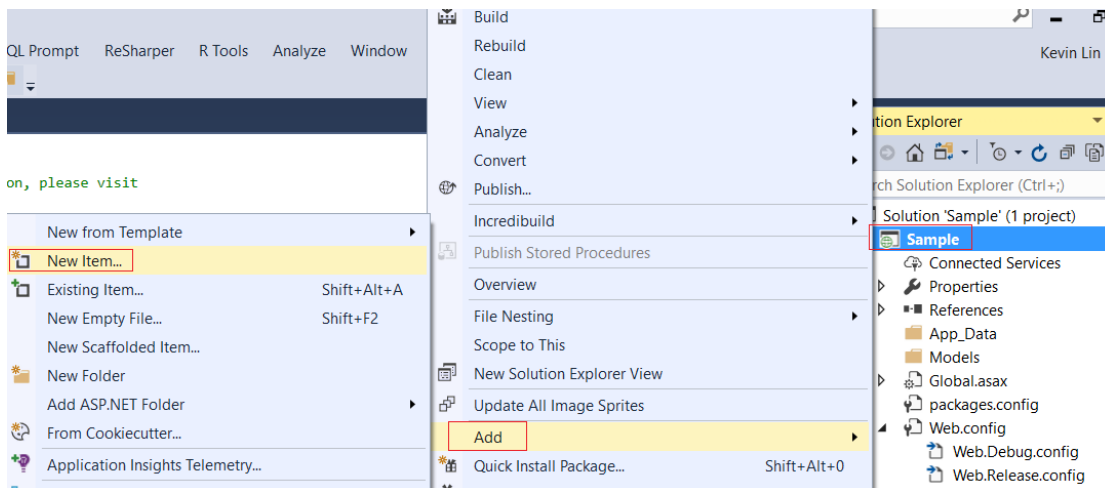 QL Prompt ReSharper R Tools Analyze Window
on, please visit
New from Template
New Item...
Existing Item... Shift+Alt+A
New Empty File... Shift+F2
New Scaffolded Item...
New Folder
Add ASP.NET Folder
From Cookiecutter...
Application Insights Telemetry...
Build
Rebuild
Clean
View
Analyze
Convert
Publish...
Incredibuild
Publish Stored Procedures
Overview
File Nesting
Scope to This
New Solution Explorer View
Update All Image Sprites
Add
Quick Install Package... Shift+Alt+0
Kevin Lin
ution Explorer
rch Solution Explorer (Ctrl+;)
Solution 'Sample' (1 project)
Sample
Connected Services
Properties
References
App_Data
Models
Global.asax
packages.config
Web.config
Web.Debug.config
Web.Release.config